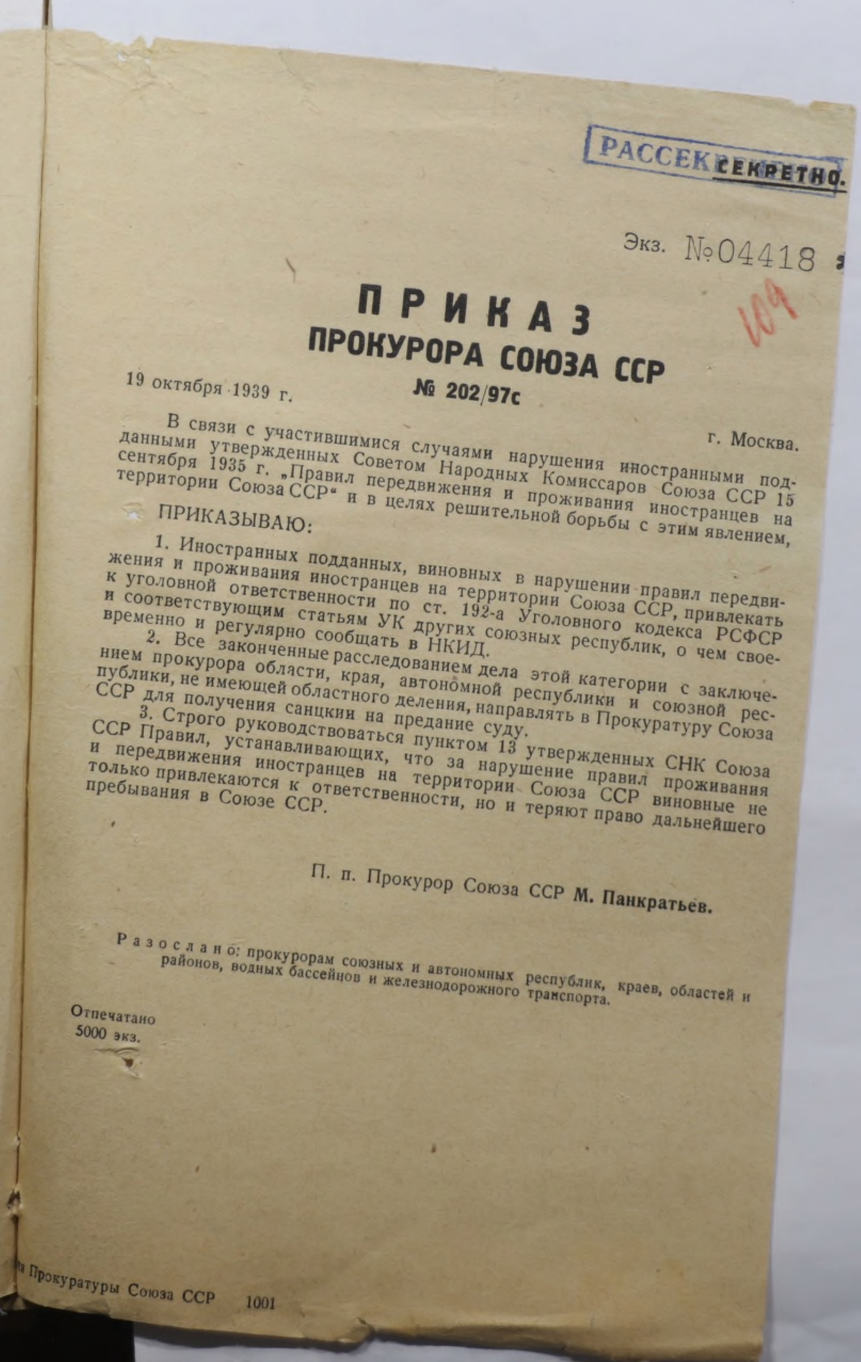 СЕКРЕТНО.
Экз. №04418
109
ПРИКАЗ
ПРОКУРОРА СОЮЗА ССР
№ 202/97с
19 октября 1939 г.
г. Москва.
В связи с участившимися случаями нарушения иностранными под-
данными утвержденных Советом Народных Комиссаров Союза ССР 15
сентября 1935 г. „Правил передвижения и проживания иностранцев на
территории Союза ССР“ и в целях решительной борьбы с этим явлением,
ПРИКАЗЫВАЮ:
1. Иностранных подданных, виновных в нарушении правил передви-
жения и проживания иностранцев на территории Союза ССР, привлекать
к уголовной ответственности по ст. 192-а Уголовного кодекса РСФСР
и соответствующим статьям УК других союзных республик, о чем свое-
временно и регулярно сообщать в НКИД.
2. Все законченные расследованием дела этой категории с заключе-
нием прокурора области, края, автономной республики и союзной рес-
публики, не имеющей областного деления, направлять в Прокуратуру Союза
ССР для получения санцкии на предание суду.
3. Строго руководствоваться пунктом 13 утвержденных СНК Союза
ССР Правил, устанавливающих, что за нарушение правил проживания
и передвижения иностранцев на территории Союза ССР виновные не
только привлекаются к ответственности, но и теряют право дальнейшего
пребывания в Союзе ССР.
П. п. Прокурор Союза ССР М. Панкратьев.
Разослано: прокурорам союзных и автономных республик, краев, областей и
районов, водных бассейнов и железнодорожного транспорта.
Отпечатано
5000 экз.
Прокуратуры Союза ССР 1001